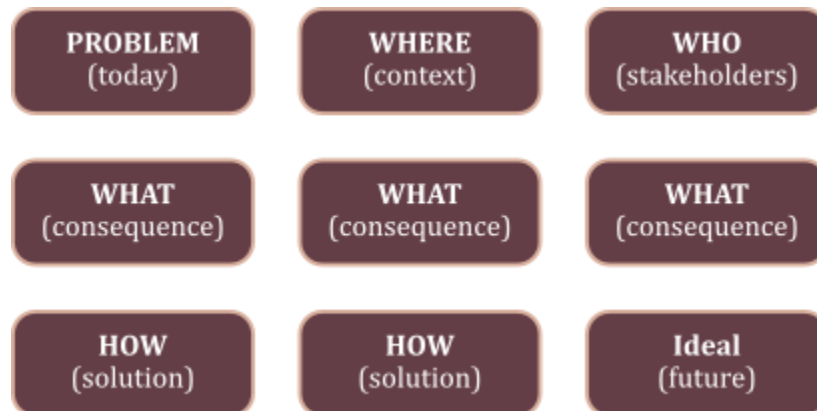 PROBLEM
(today)
WHERE
(context)
WHO
(stakeholders)
WHAT
(consequence)
WHAT
(consequence)
WHAT
(consequence)
HOW
(solution)
HOW
(solution)
Ideal
(future)